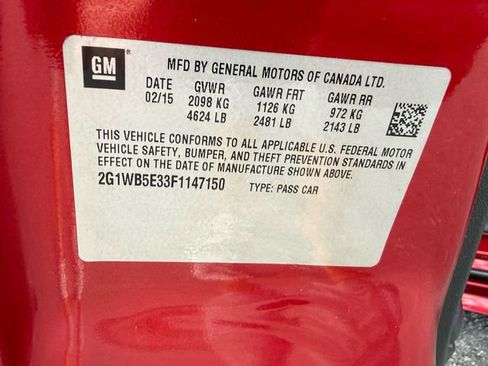 GM
MFD BY GENERAL MOTORS OF CANADA LTD.
DATE GVWR GAWR FRT GAWR RR
02/15 2098 KG 1126 KG 972 KG
4624 LB 2481 LB 2143 LB
THIS VEHICLE CONFORMS TO ALL APPLICABLE U.S. FEDERAL MOTOR
VEHICLE SAFETY, BUMPER, AND THEFT PREVENTION STANDARDS IN
EFFECT ON THE DATE OF MANUFACTURE SHOWN ABOVE.
2G1WB5E33F1147150 TYPE: PASS CAR